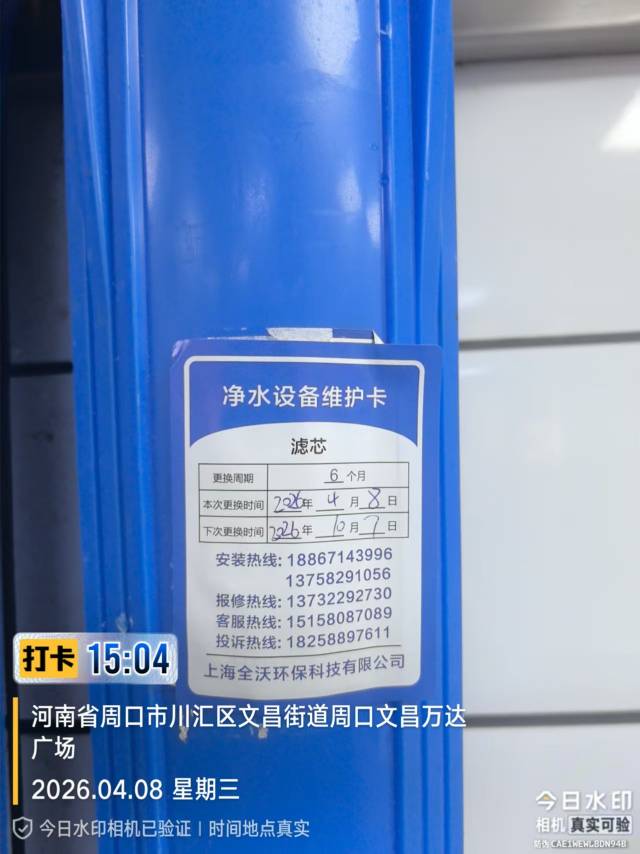 净水设备维护卡
滤芯
更换周期 6 个月
本次更换时间 2026 年 4 月 8 日
下次更换时间 2026 年 10 月 7 日
安装热线: 18867143996
13758291056
报修热线: 13732292730
客服热线: 15158087089
投诉热线: 18258897611
上海全沃环保科技有限公司
打卡 15:04
河南省周口市川汇区文昌街道周口文昌万达
广场
2026.04.08 星期三
今日水印相机已验证 | 时间地点真实
今日水印
相机 真实可验
防伪 CAE1WEWGBDN94B